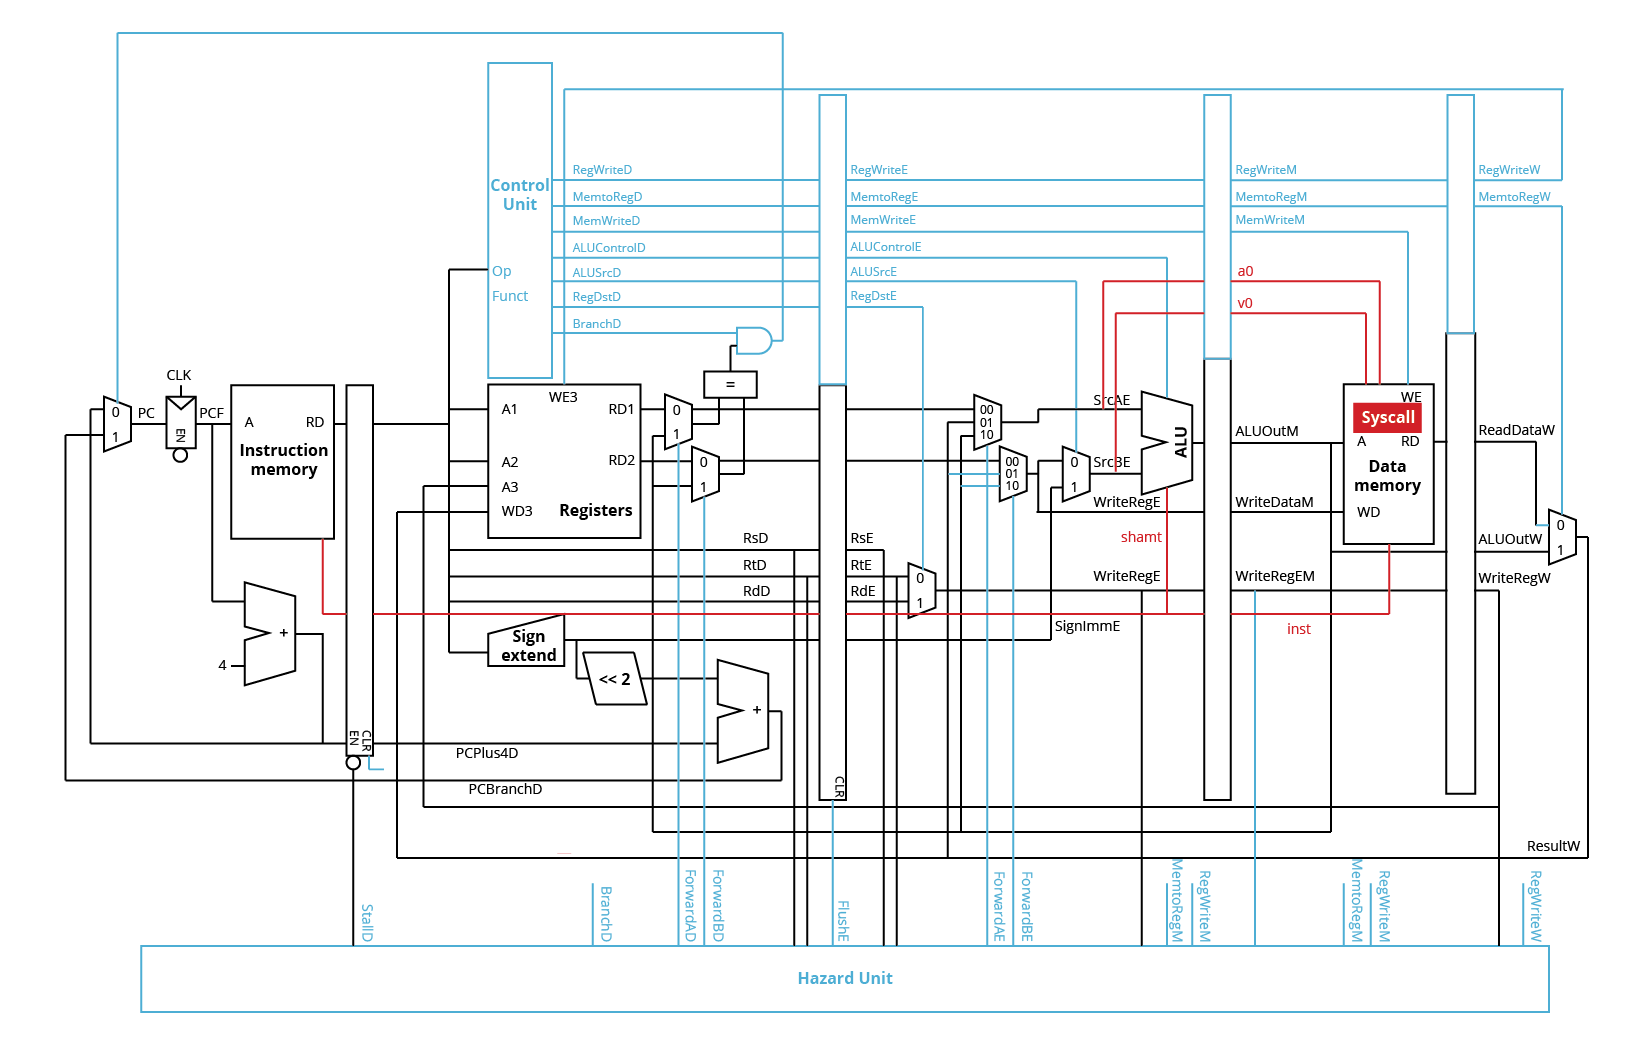 RegWriteD
RegWriteE
RegWriteM
RegWriteW
Control
Unit
MemtoRegD
MemtoRegE
MemtoRegM
MemtoRegW
MemWriteD
MemWriteE
MemWriteM
ALUControlD
ALUControlE
Op
ALUSrcD
ALUSrcE
a0
Funct
RegDstD
RegDstE
v0
BranchD
CLK
=
WE3
WE
0
PC
PCF
A
RD
A1
RD1
0
00
SrcAE
Syscall
1
EN
Instruction
memory
1
01
10
ALU
ALUOutM
A
RD
ReadDataW
A2
RD2
0
00
0
SrcBE
Data
memory
A3
1
01
10
1
WD3
Registers
WriteRegE
WriteDataM
WD
0
RsD
RsE
shamt
ALUOutW
1
RtD
RtE
0
WriteRegE
WriteRegEM
WriteRegW
RdD
RdE
1
+
Sign
extend
SignImmE
inst
4
<< 2
+
EN
CLR
PCPlus4D
PCBranchD
CLR
ResultW
StallD
BranchD
ForwardAD
ForwardBD
FlushE
ForwardAE
ForwardBE
MemtoRegM
RegWriteM
MemtoRegM
RegWriteM
RegWriteW
Hazard Unit